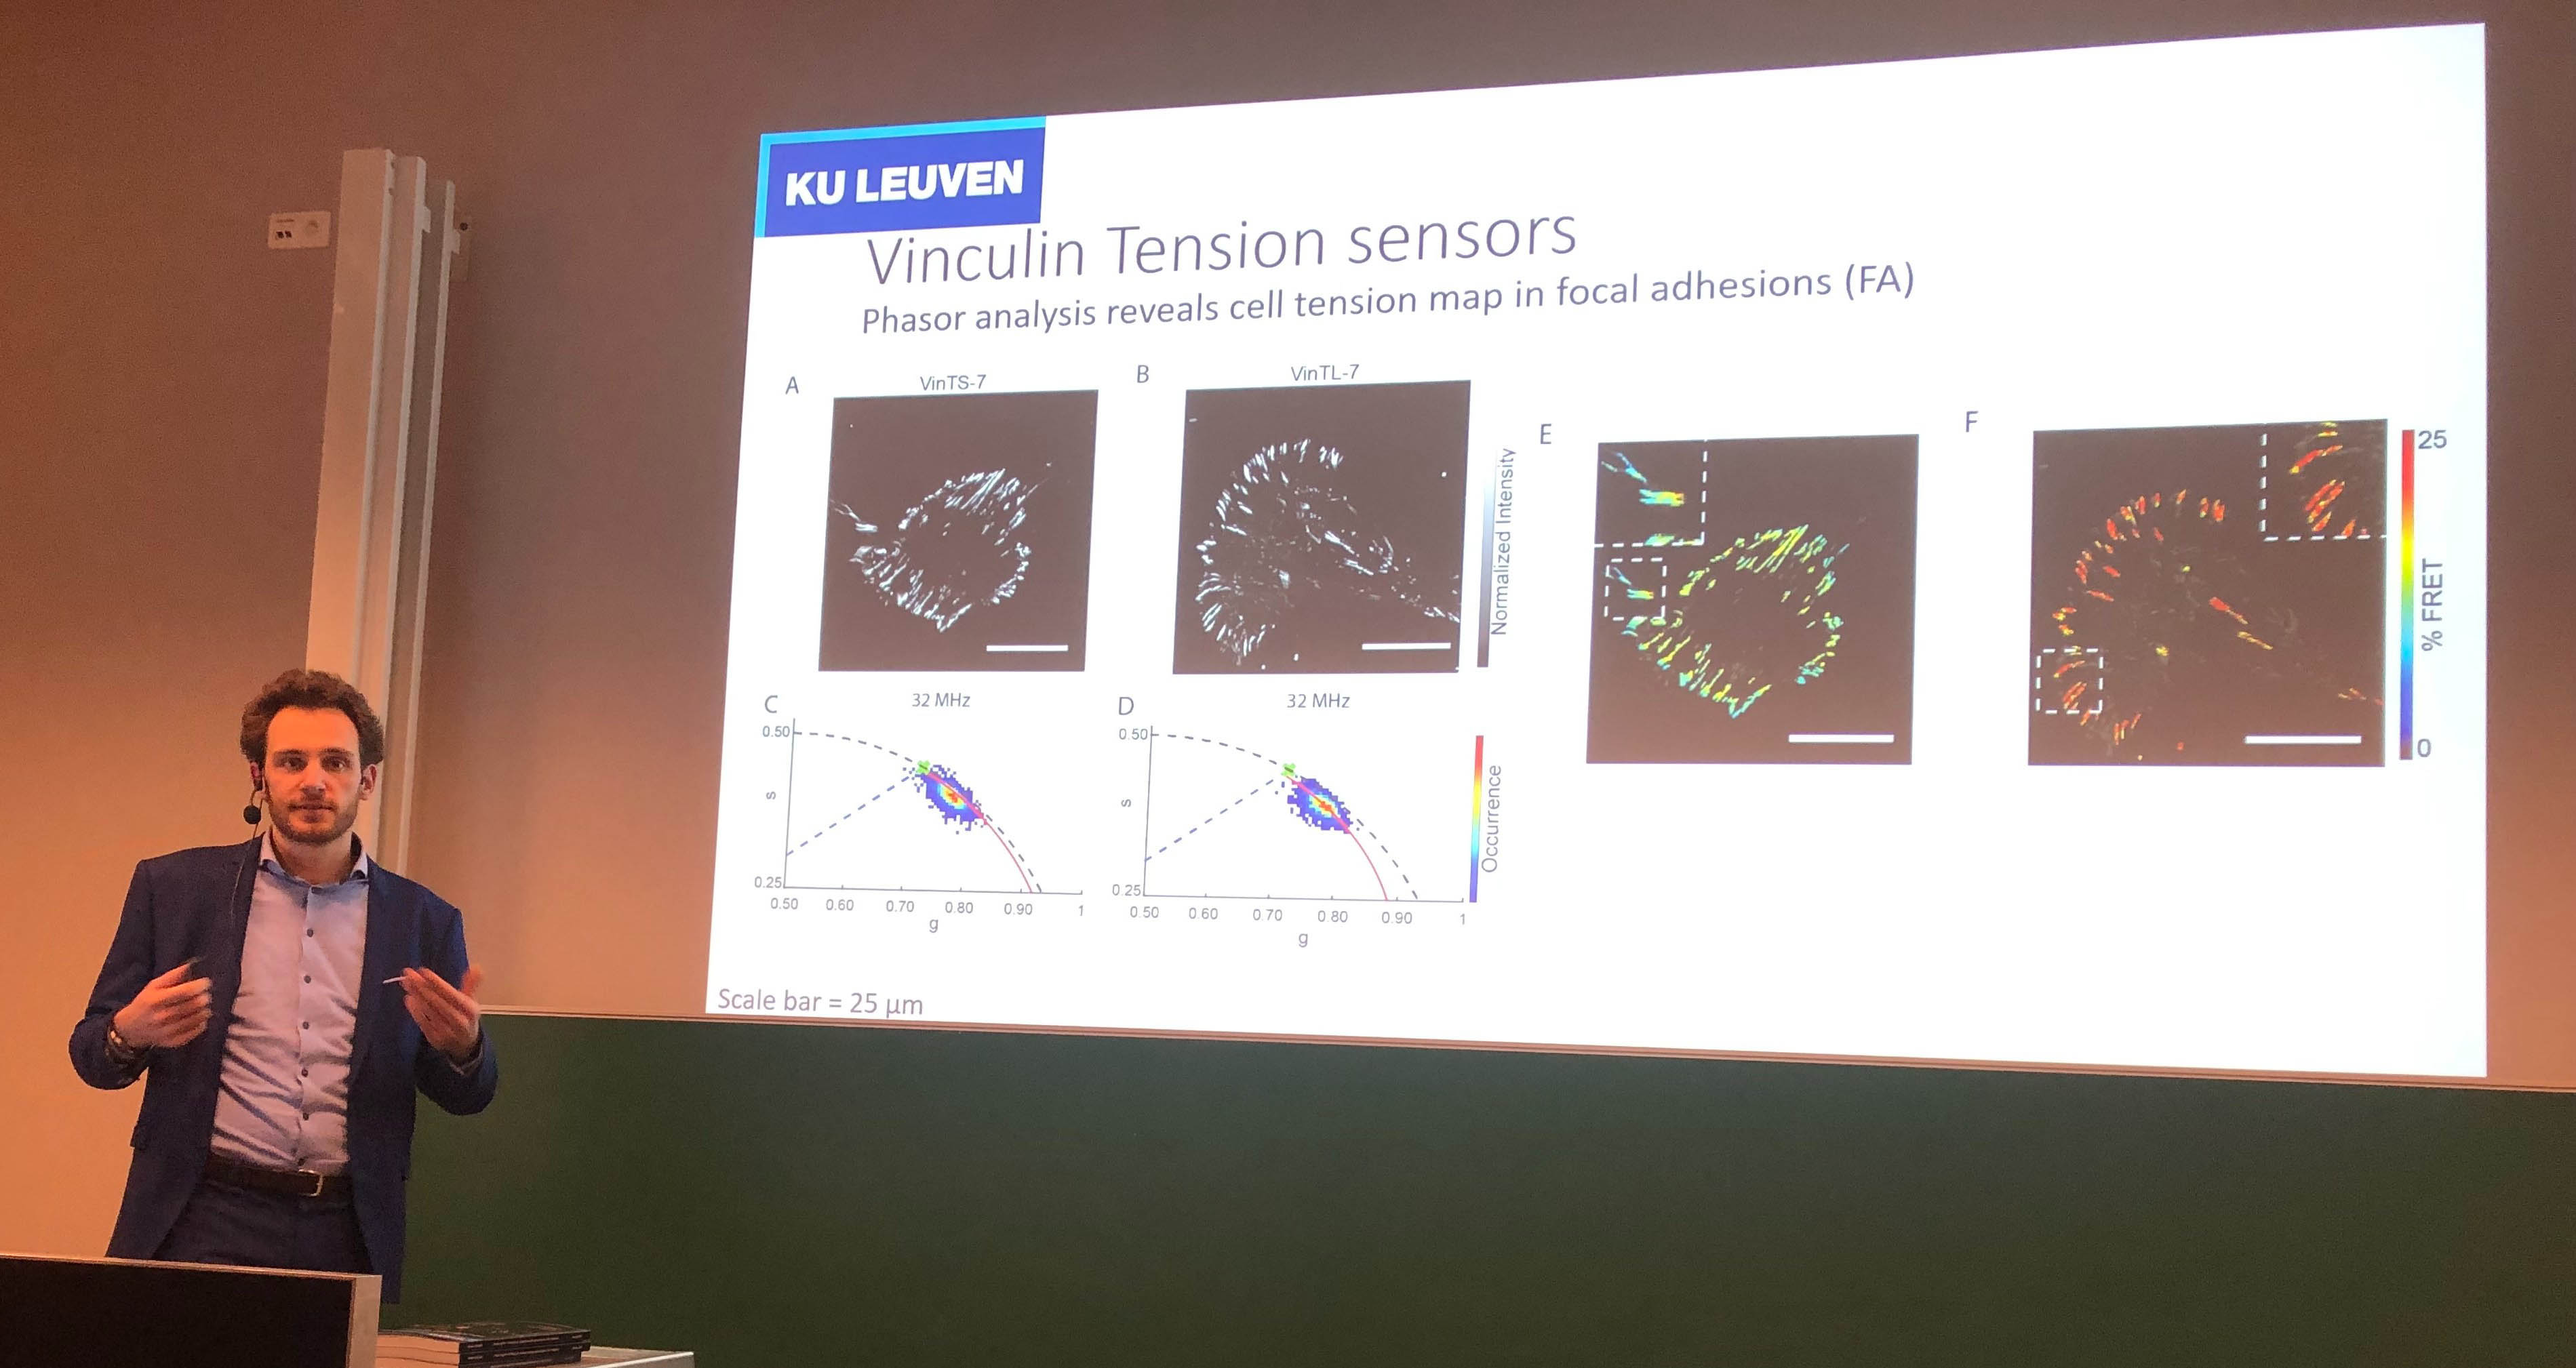 KU LEUVEN
Vinculin Tension sensors
Phasor analysis reveals cell tension map in focal adhesions (FA)
A
VinTS-7
B
VinTL-7
Normalized Intensity
E
F
25
% FRET
0
C
32 MHz
0.50
s
0.25
0.50 0.60 0.70 0.80 0.90 1
g
D
32 MHz
0.50
s
0.25
0.50 0.60 0.70 0.80 0.90 1
g
Occurrence
Scale bar = 25 µm